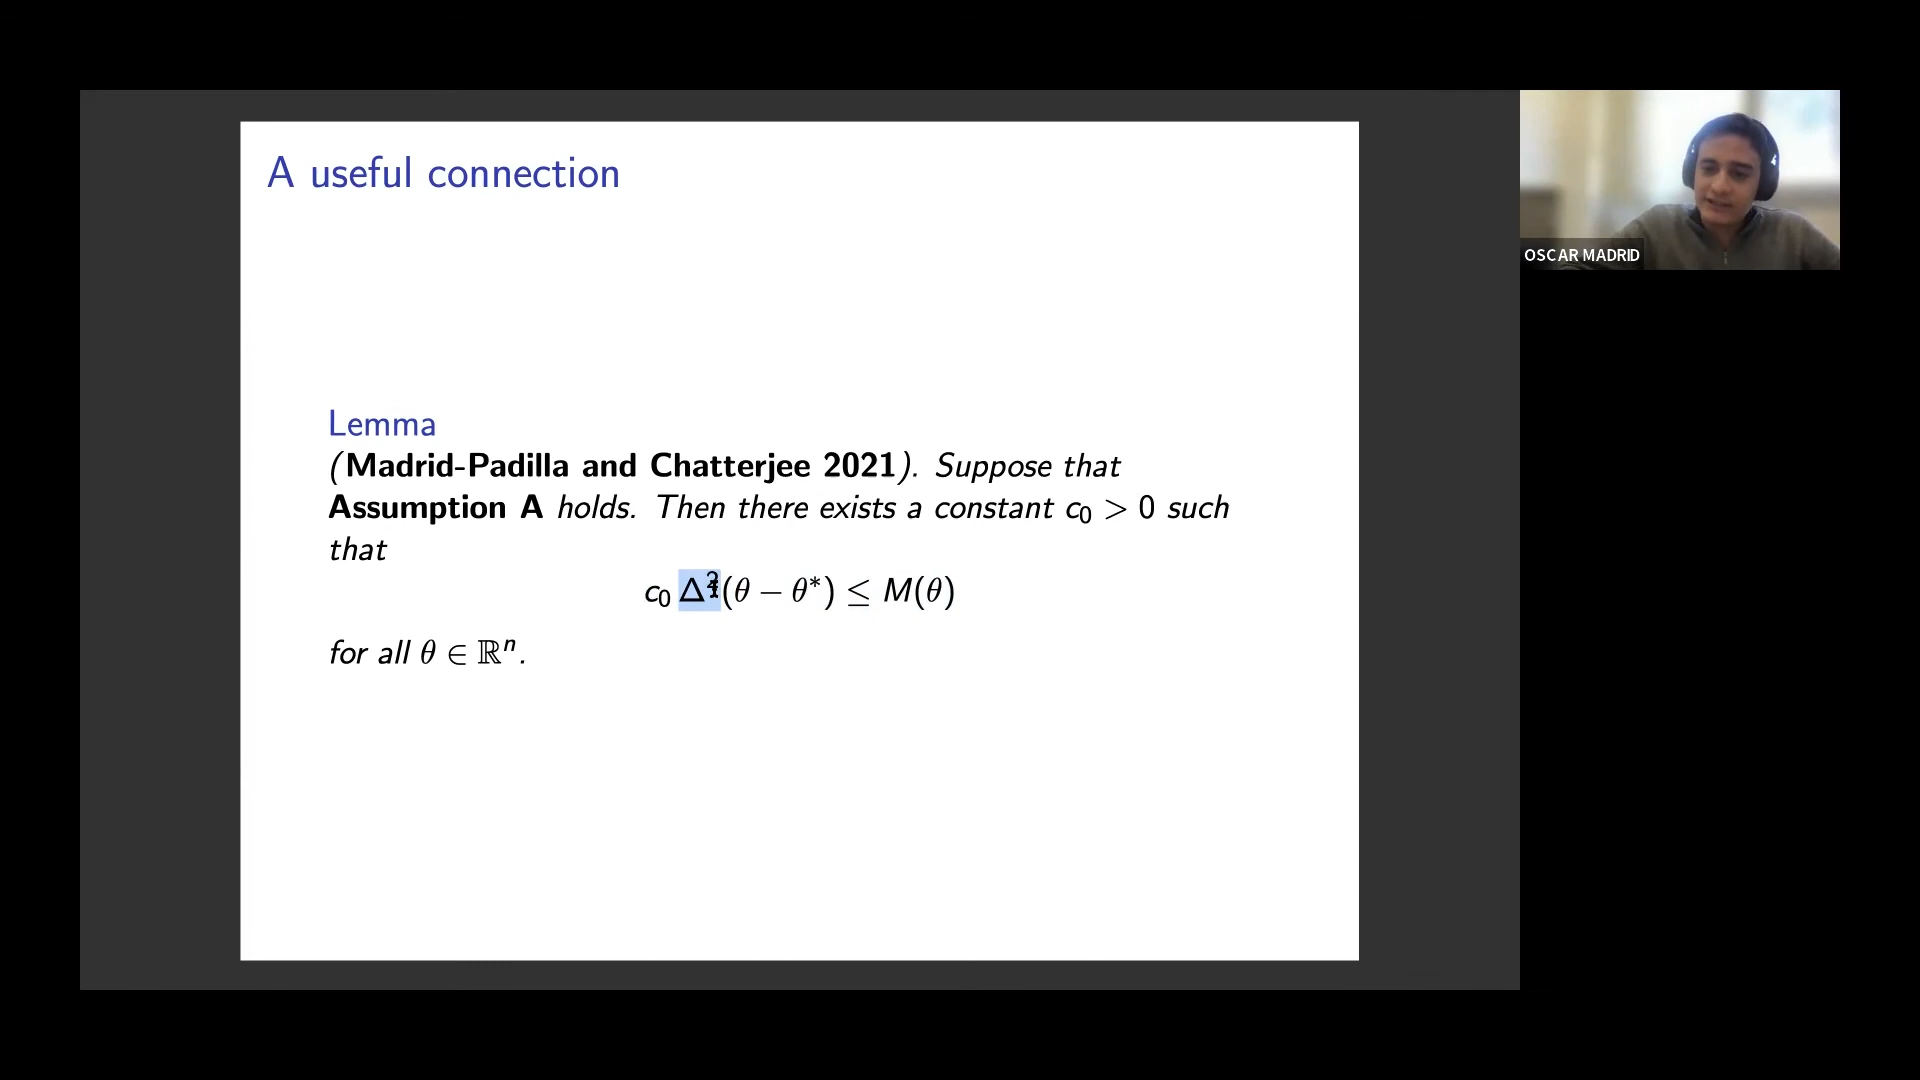 A useful connection
OSCAR MADRID
Lemma
(Madrid-Padilla and Chatterjee 2021). Suppose that
Assumption A holds. Then there exists a constant c₀ > 0 such
that
c₀ Δ²(θ − θ*) ≤ M(θ)
for all θ ∈ ℝⁿ.